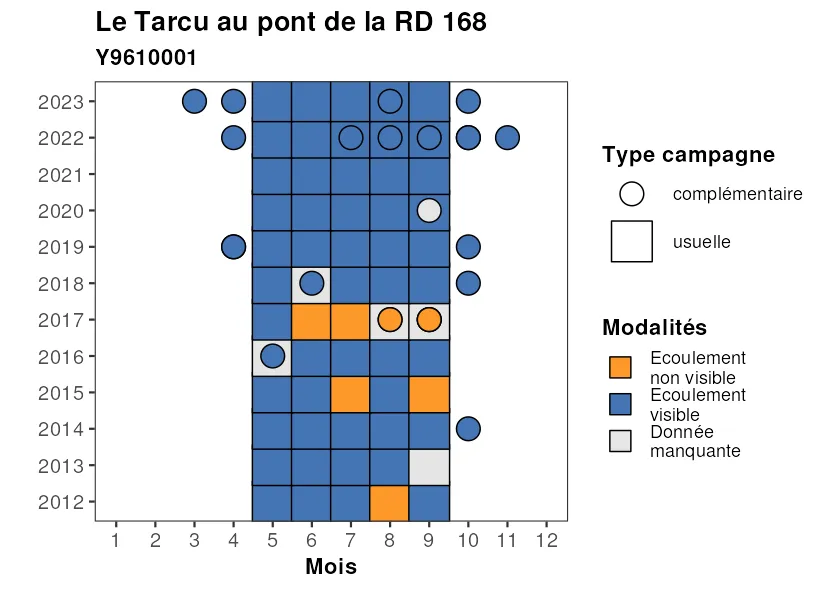 Le Tarcu au pont de la RD 168
Y9610001
2023
2022
2021
2020
2019
2018
2017
2016
2015
2014
2013
2012
1 2 3 4 5 6 7 8 9 10 11 12
Mois
Type campagne
complémentaire
usuelle
Modalités
Ecoulement
non visible
Ecoulement
visible
Donnée
manquante